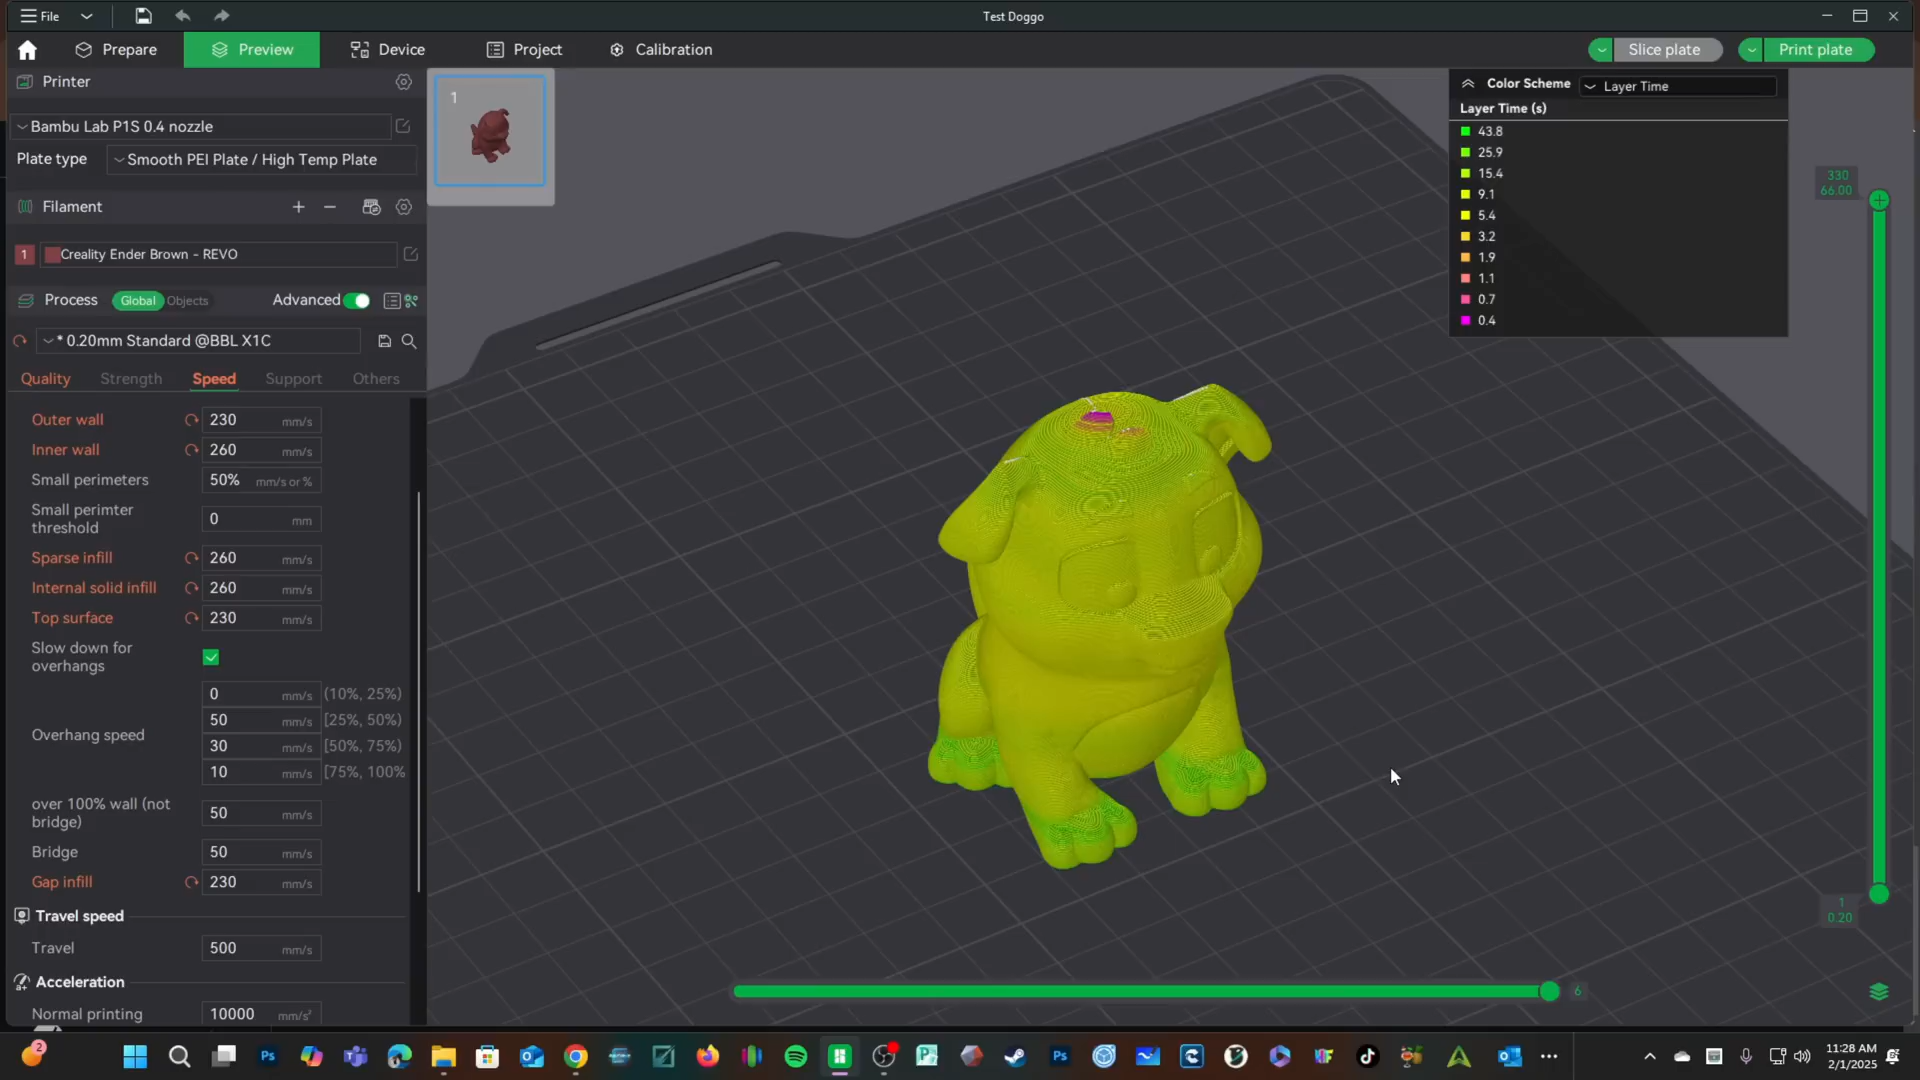 File
Test Doggo
Prepare
Preview
Device
Project
Calibration
Slice plate
Print plate
Printer
Bambu Lab P1S 0.4 nozzle
Plate type
Smooth PEI Plate / High Temp Plate
Filament
1
Creality Ender Brown - REVO
Process
Global
Objects
Advanced
* 0.20mm Standard @BBL X1C
Quality
Strength
Speed
Support
Others
Outer wall 230 mm/s
Inner wall 260 mm/s
Small perimeters 50% mm/s or %
Small perimter
threshold
0 mm
Sparse infill 260 mm/s
Internal solid infill 260 mm/s
Top surface 230 mm/s
Slow down for
overhangs
0 mm/s (10%, 25%)
50 mm/s [25%, 50%)
Overhang speed
30 mm/s [50%, 75%)
10 mm/s [75%, 100%
over 100% wall (not
bridge)
50 mm/s
Bridge 50 mm/s
Gap infill 230 mm/s
Travel speed
Travel 500 mm/s
Acceleration
Normal printing 10000 mm/s²
1
Color Scheme
Layer Time
Layer Time (s)
43.8
25.9
15.4
9.1
5.4
3.2
1.9
1.1
0.7
0.4
330
66.00
1
0.20
6
2
11:28 AM
2/1/2025